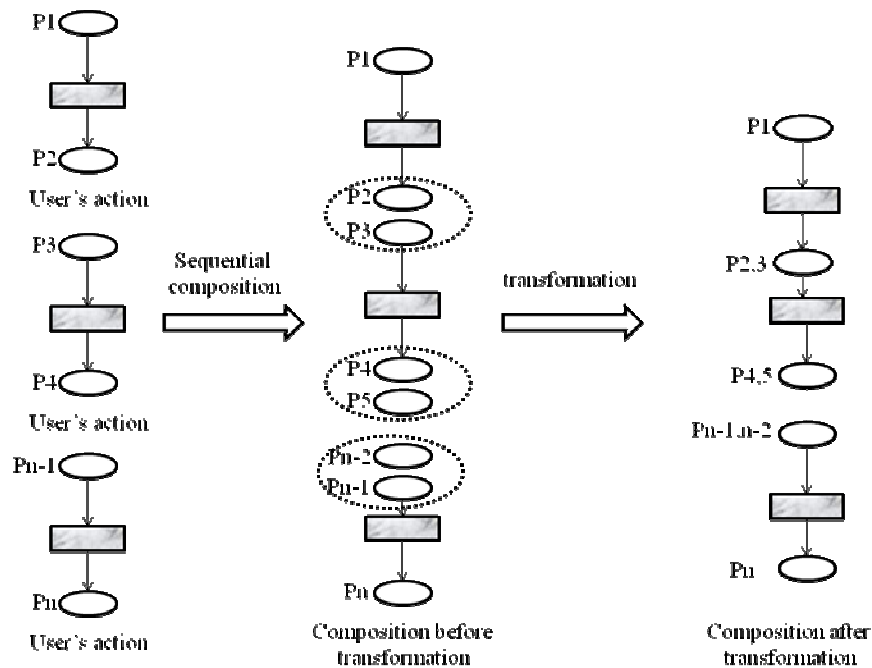 P1
P2
User's action
P3
P4
User's action
Pn-1
Pn
User's action
Sequential
composition
P1
P2
P3
P4
P5
Pn-2
Pn-1
Pn
Composition before
transformation
transformation
P1
P2,3
P4,5
Pn-1,n-2
Pn
Composition after
transformation